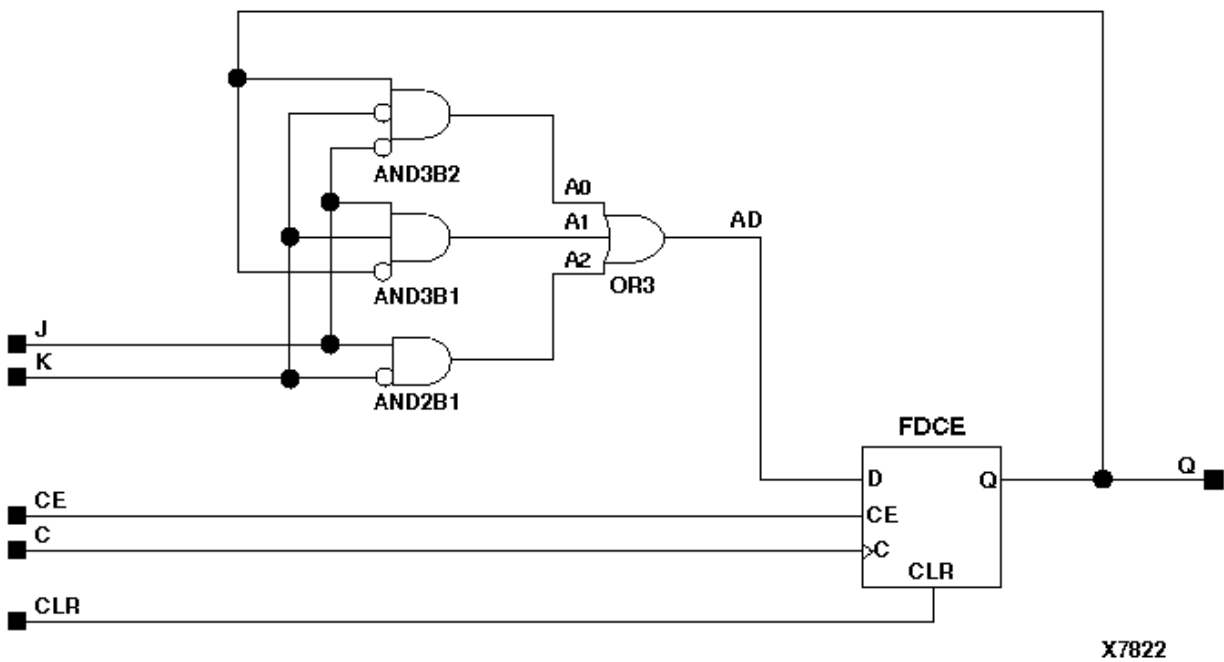 AND3B2
A0
A1
AD
A2
OR3
AND3B1
J
K
AND2B1
FDCE
D
Q
Q
CE
CE
C
C
CLR
CLR
X7822